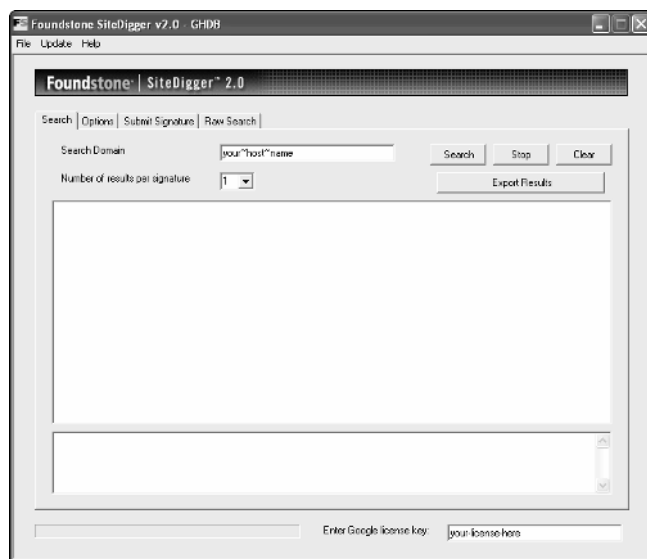 Foundstone SiteDigger v2.0 - GHDB
File Update Help
Foundstone | SiteDigger™ 2.0
Search Options Submit Signature Raw Search
Search Domain your~host~name Search Stop Clear
Number of results per signature 1 Export Results
Enter Google license key: your-license-here